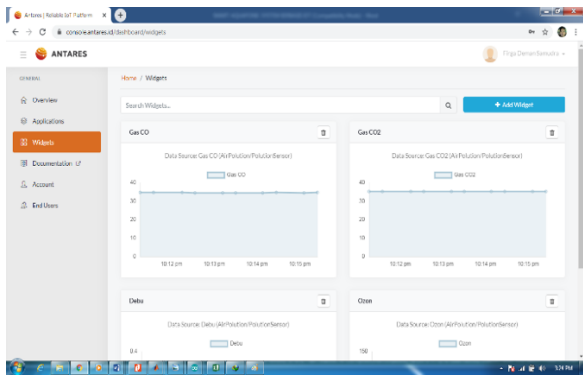 Antares | Reliable IoT Platform
console.antares.id/dashboard/widgets
ANTARES
GENERAL
Overview
Applications
Widgets
Documentation
Account
End Users
Home / Widgets
Search Widgets...
+ Add Widget
Gas CO
Data Source: Gas CO (AirPolution/PolutionSensor)
Gas CO
40
30
20
10
0
10:12 pm 10:13 pm 10:14 pm 10:15 pm
Gas CO2
Data Source: Gas CO2 (AirPolution/PolutionSensor)
Gas CO2
40
30
20
10
0
10:12 pm 10:13 pm 10:14 pm 10:15 pm
Debu
Data Source: Debu (AirPolution/PolutionSensor)
Debu
0.4
Ozon
Data Source: Ozon (AirPolution/PolutionSensor)
Ozon
150
3:24 PM